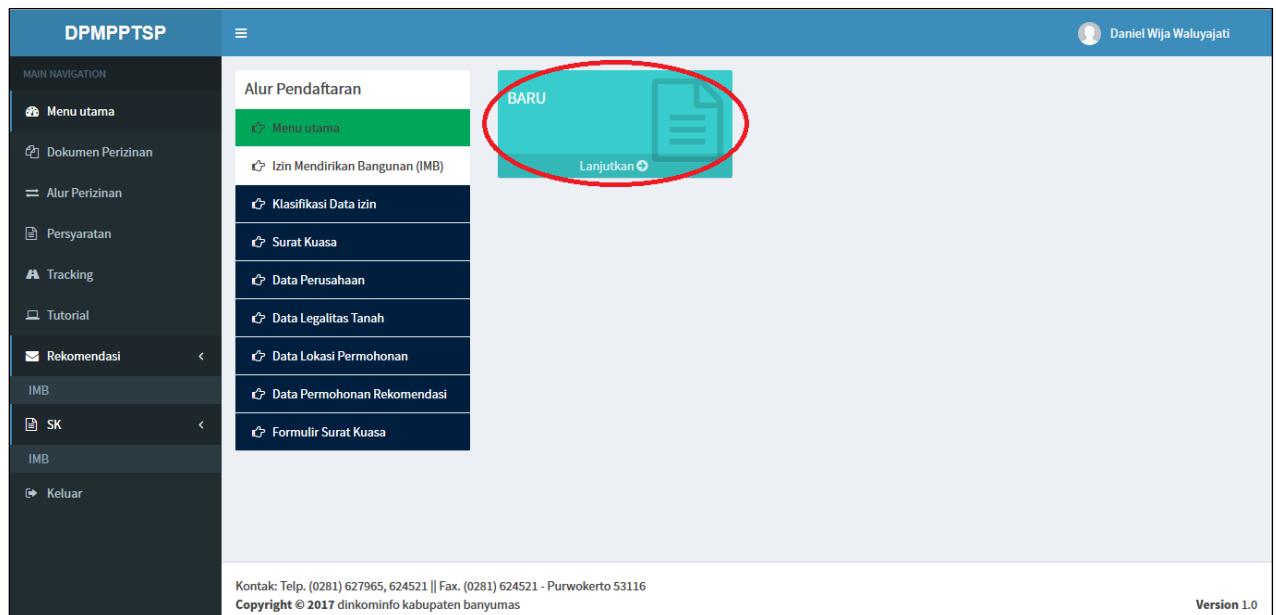 DPMPPTSP
Daniel Wija Waluyajati
MAIN NAVIGATION
Menu utama
Dokumen Perizinan
Alur Perizinan
Persyaratan
Tracking
Tutorial
Rekomendasi
IMB
SK
IMB
Keluar
Alur Pendaftaran
Menu utama
Izin Mendirikan Bangunan (IMB)
Klasifikasi Data izin
Surat Kuasa
Data Perusahaan
Data Legalitas Tanah
Data Lokasi Permohonan
Data Permohonan Rekomendasi
Formulir Surat Kuasa
BARU
Lanjutkan
Kontak: Telp. (0281) 627965, 624521 || Fax. (0281) 624521 - Purwokerto 53116
Copyright © 2017 dinkominfo kabupaten banyumas
Version 1.0